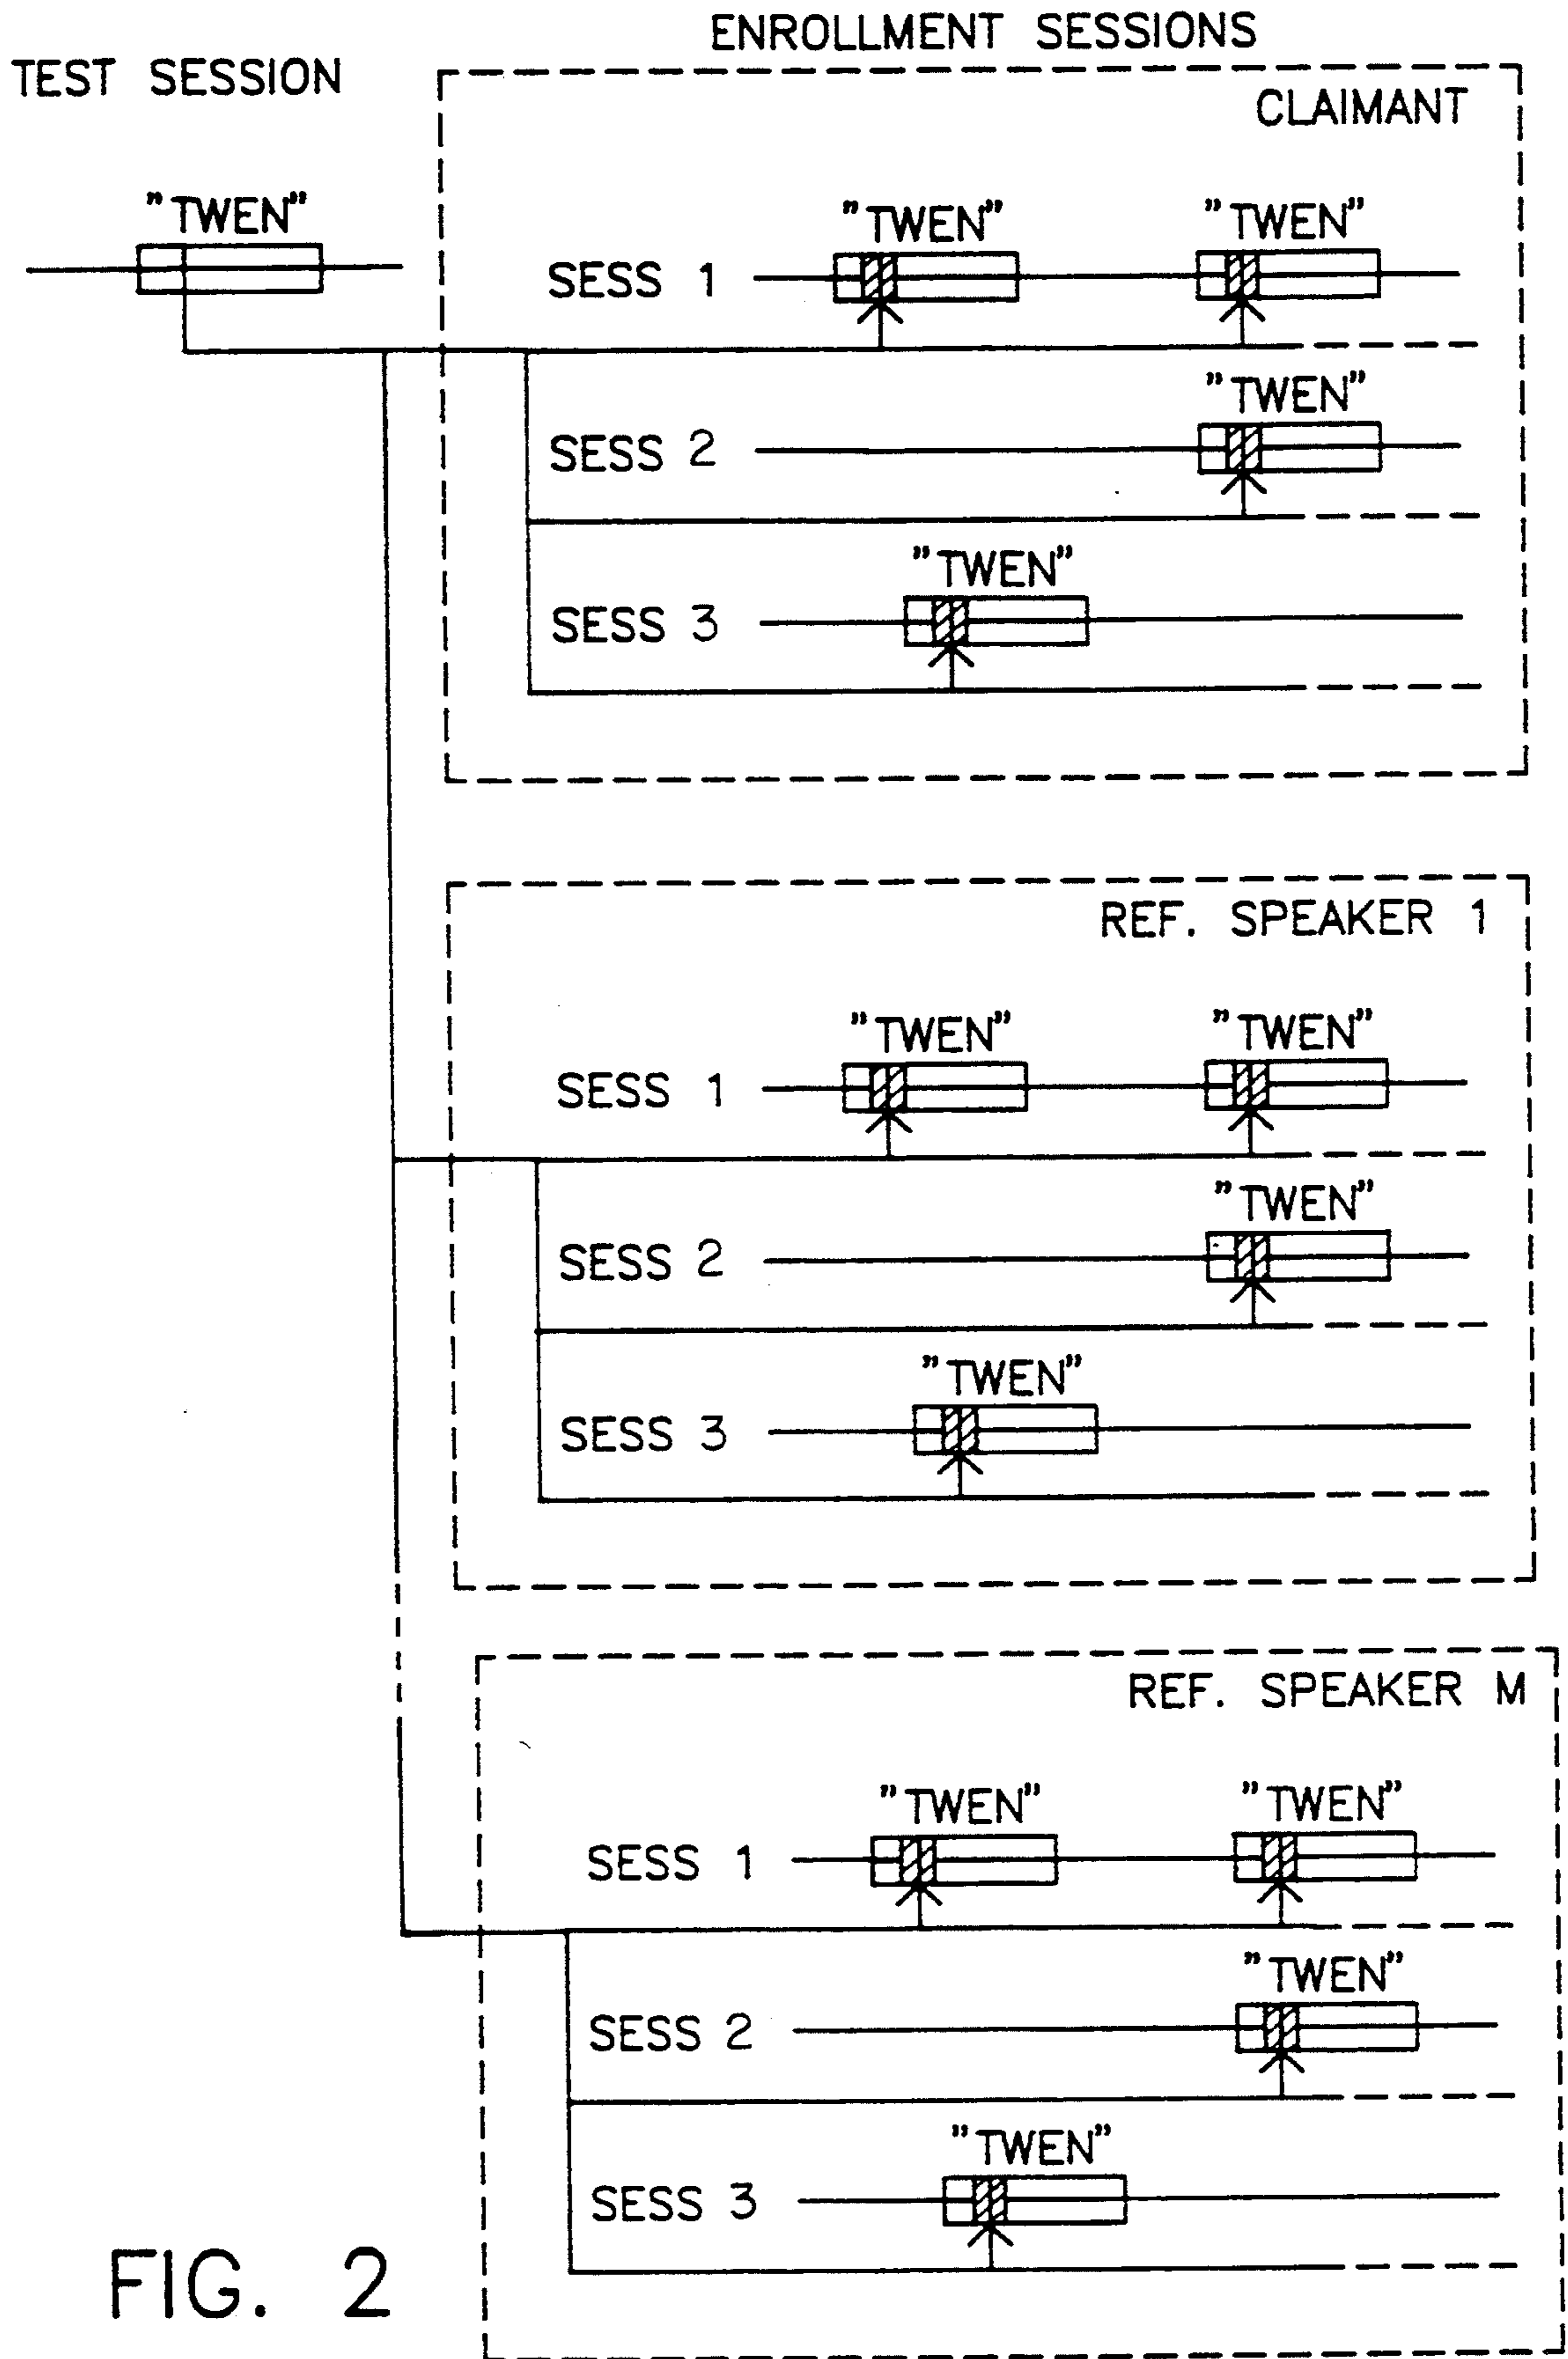 ENROLLMENT SESSIONS
TEST SESSION
CLAIMANT
"TWEN"
"TWEN" "TWEN"
SESS 1
"TWEN"
SESS 2
"TWEN"
SESS 3
REF. SPEAKER 1
"TWEN" "TWEN"
SESS 1
"TWEN"
SESS 2
"TWEN"
SESS 3
REF. SPEAKER M
"TWEN" "TWEN"
SESS 1
"TWEN"
SESS 2
"TWEN"
SESS 3
FIG. 2